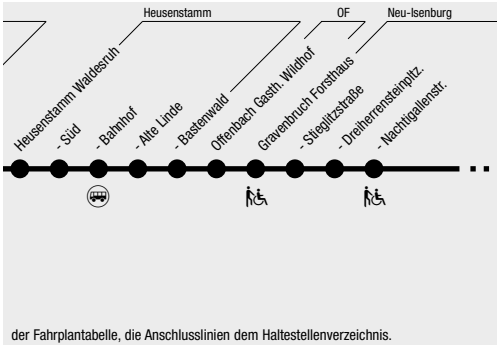 Heusenstamm
OF
Neu-Isenburg
Heusenstamm Waldesruh
- Süd
- Bahnhof
- Alte Linde
- Bastenwald
Offenbach Gasth. Wildhof
Gravenbruch Forsthaus
- Stieglitzstraße
- Dreiherrensteinpltz.
- Nachtigallenstr.
der Fahrplantabelle, die Anschlusslinien dem Haltestellenverzeichnis.